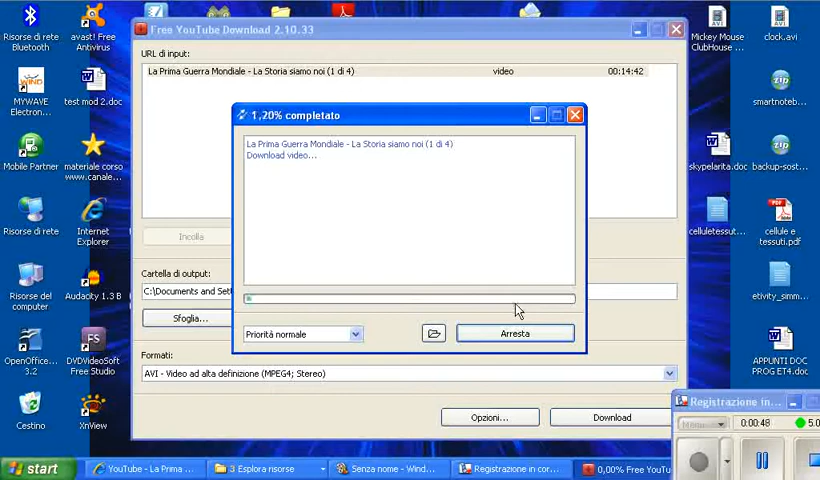 Risorse di rete
Bluetooth
avast! Free
Antivirus
MYWAVE
Electron...
test mod 2.doc
Mobile Partner
materiale corso
www.canale...
Risorse di rete
Internet
Explorer
Risorse del
computer
Audacity 1.3 B
OpenOffice....
3.2
DVDVideoSoft
Free Studio
Cestino
XnView
Free YouTube Download 2.10.33
URL di input:
La Prima Guerra Mondiale - La Storia siamo noi (1 di 4)
video
00:14:42
1,20% completato
La Prima Guerra Mondiale - La Storia siamo noi (1 di 4)
Download video...
Priorità normale
Arresta
Incolla
Cartella di output:
C:\Documents and Sett
Sfoglia...
Formati:
AVI - Video ad alta definizione (MPEG4; Stereo)
Opzioni...
Download
Mickey Mouse
ClubHouse ...
clock.avi
smartnoteb...
skypelarita.doc
backup-sost...
celluletessut...
cellule e
tessuti.pdf
etivity_simm...
APPUNTI DOC
PROG ET4.doc
Registrazione in...
Menu
0:00:48
5.0
start
YouTube - La Prima ...
3 Esplora risorse
Senza nome - Wind...
Registrazione in cor...
0,00% Free YouTu